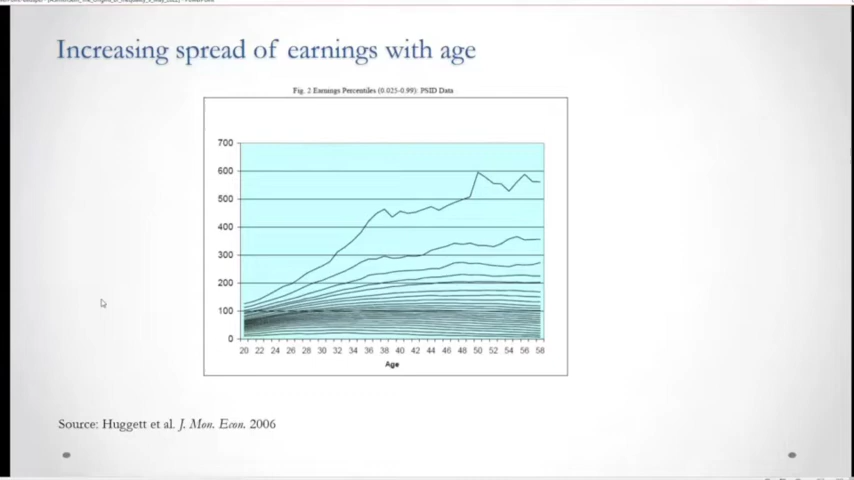 Increasing spread of earnings with age
Fig. 2 Earnings Percentiles (0.025-0.99): PSID Data
700
600
500
400
300
200
100
0
20 22 24 26 28 30 32 34 36 38 40 42 44 46 48 50 52 54 56 58
Age
Source: Huggett et al. J. Mon. Econ. 2006